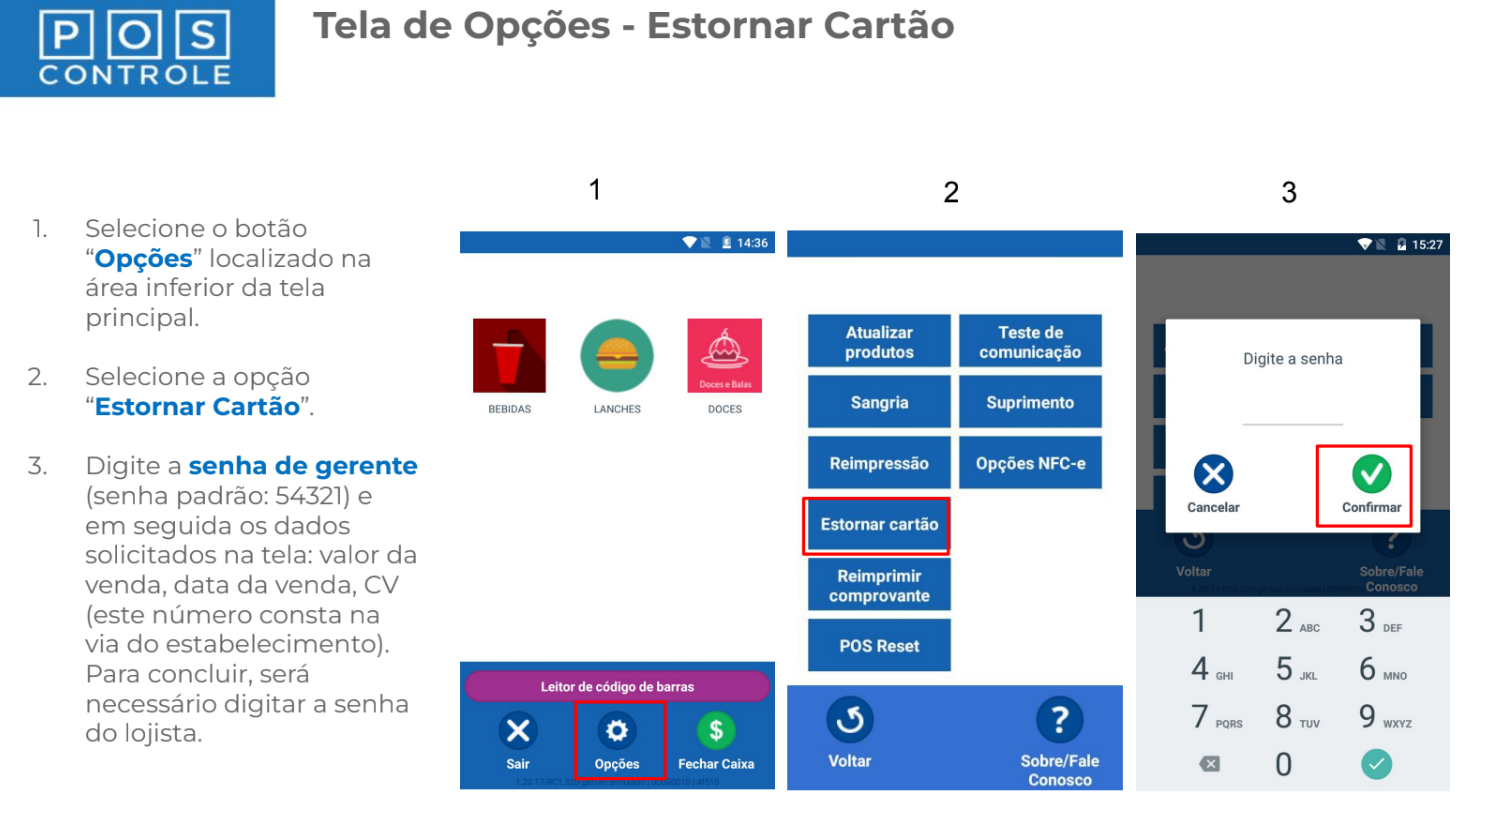 POS
CONTROLE
Tela de Opções - Estornar Cartão
1. Selecione o botão
“Opções” localizado na
área inferior da tela
principal.
2. Selecione a opção
“Estornar Cartão”.
3. Digite a senha de gerente
(senha padrão: 54321) e
em seguida os dados
solicitados na tela: valor da
venda, data da venda, CV
(este número consta na
via do estabelecimento).
Para concluir, será
necessário digitar a senha
do lojista.
1
14:36
BEBIDAS
LANCHES
Doces e Balas
DOCES
Leitor de código de barras
$
Sair
Opções
Fechar Caixa
2
Atualizar
produtos
Teste de
comunicação
Sangria
Suprimento
Reimpressão
Opções NFC-e
Estornar cartão
Reimprimir
comprovante
POS Reset
?
Voltar
Sobre/Fale
Conosco
3
15:27
Digite a senha
Cancelar
Confirmar
?
Voltar
Sobre/Fale
Conosco
1
2 ABC
3 DEF
4 GHI
5 JKL
6 MNO
7 PQRS
8 TUV
9 WXYZ
0